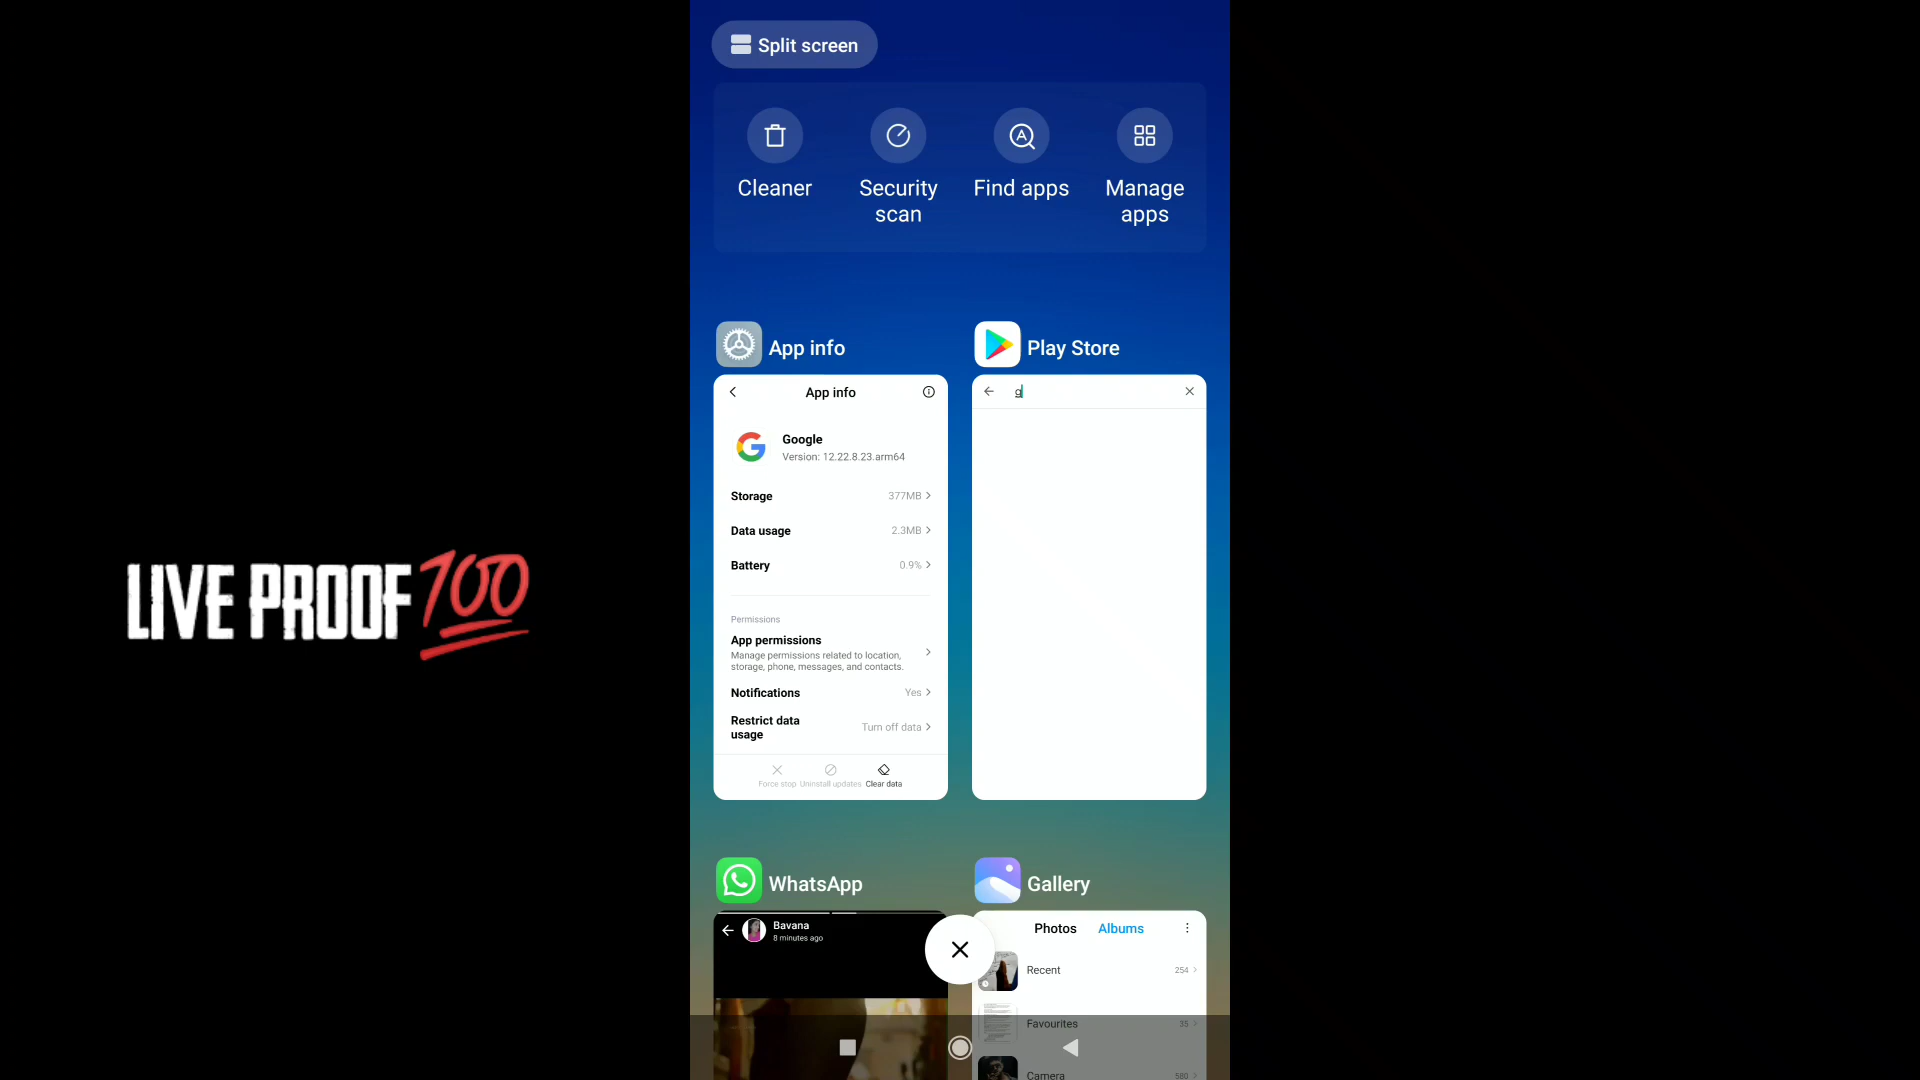 Split screen
Cleaner
Security
scan
Find apps
Manage
apps
App info
Play Store
App info
g
Google
Version: 12.22.8.23.arm64
Storage
377MB
Data usage
2.3MB
Battery
0.9%
LIVE PROOF 100
Permissions
App permissions
Manage permissions related to location,
storage, phone, messages, and contacts.
Notifications
Yes
Restrict data
usage
Turn off data
Force stop
Uninstall updates
Clear data
WhatsApp
Gallery
Bavana
8 minutes ago
Photos
Albums
Recent
254
Favourites
35
Camera
580